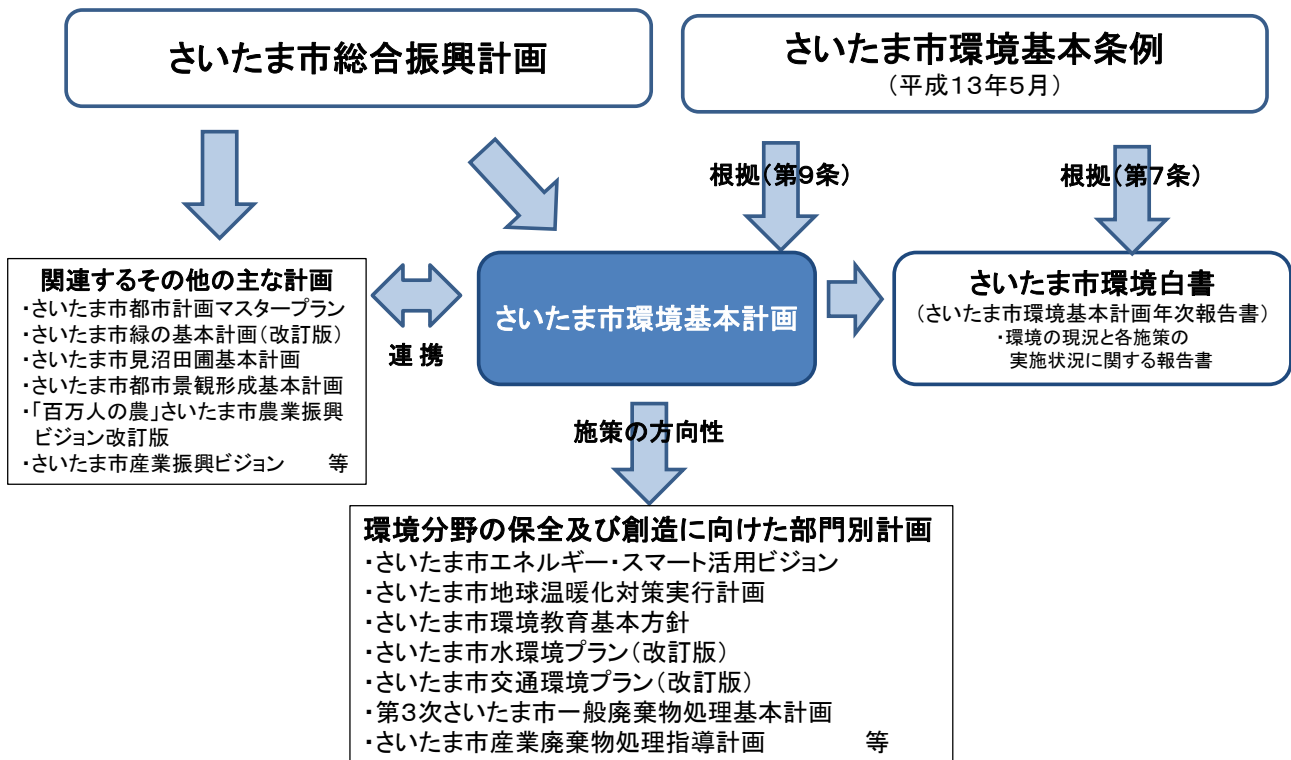 さいたま市総合振興計画
さいたま市環境基本条例
(平成13年5月)
根拠(第9条)
根拠(第7条)
関連するその他の主な計画
・さいたま市都市計画マスタープラン
・さいたま市緑の基本計画(改訂版)
・さいたま市見沼田圃基本計画
・さいたま市都市景観形成基本計画
・「百万人の農」さいたま市農業振興
ビジョン改訂版
・さいたま市産業振興ビジョン　　等
連 携
さいたま市環境基本計画
さいたま市環境白書
(さいたま市環境基本計画年次報告書)
・環境の現況と各施策の
実施状況に関する報告書
施策の方向性
環境分野の保全及び創造に向けた部門別計画
・さいたま市エネルギー・スマート活用ビジョン
・さいたま市地球温暖化対策実行計画
・さいたま市環境教育基本方針
・さいたま市水環境プラン(改訂版)
・さいたま市交通環境プラン(改訂版)
・第3次さいたま市一般廃棄物処理基本計画
・さいたま市産業廃棄物処理指導計画　　　　等